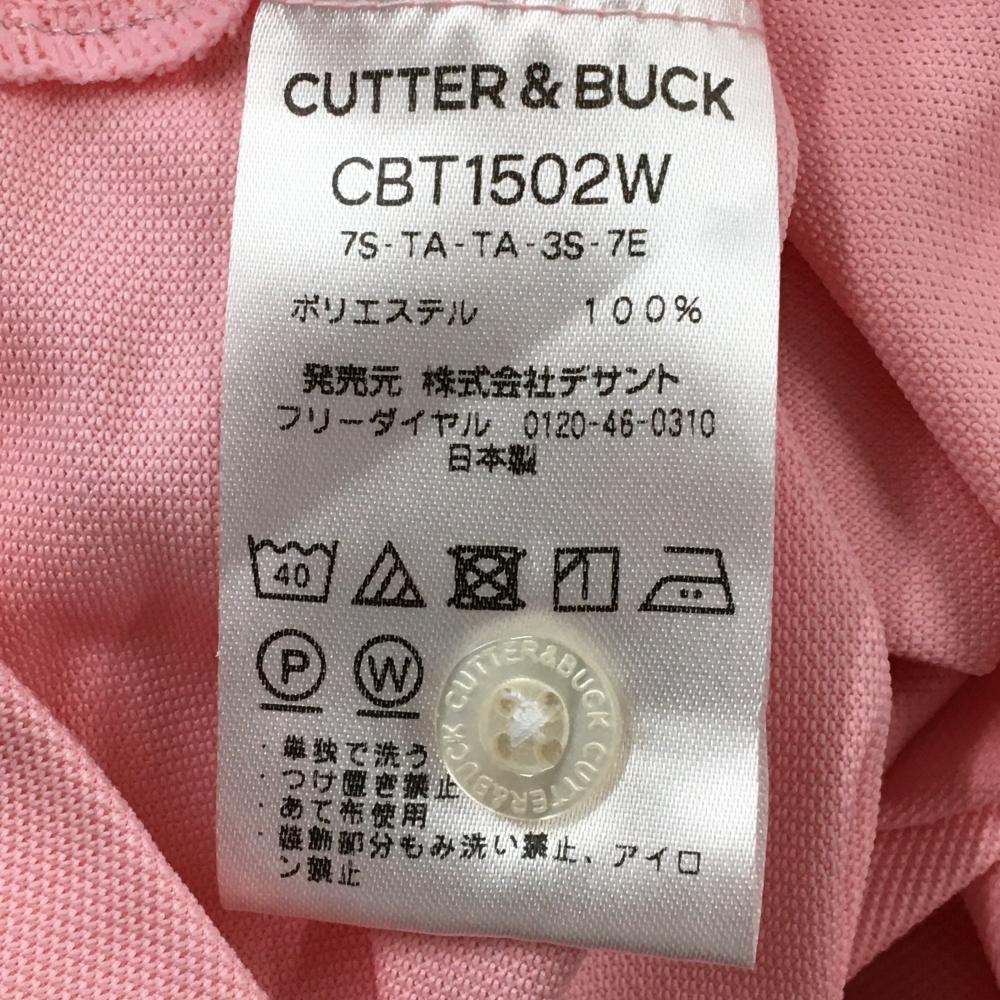 CUTTER & BUCK
CBT1502W
7S-TA-TA-3S-7E
ポリエステル 100%
発売元 株式会社デサント
フリーダイヤル 0120-46-0310
日本製
40
P
W
CUTTER&BUCK CUTTER&BUCK
・単独で洗う
・つけ置き禁止
・あて布使用
・装飾部分もみ洗い禁止、アイロ
ン禁止